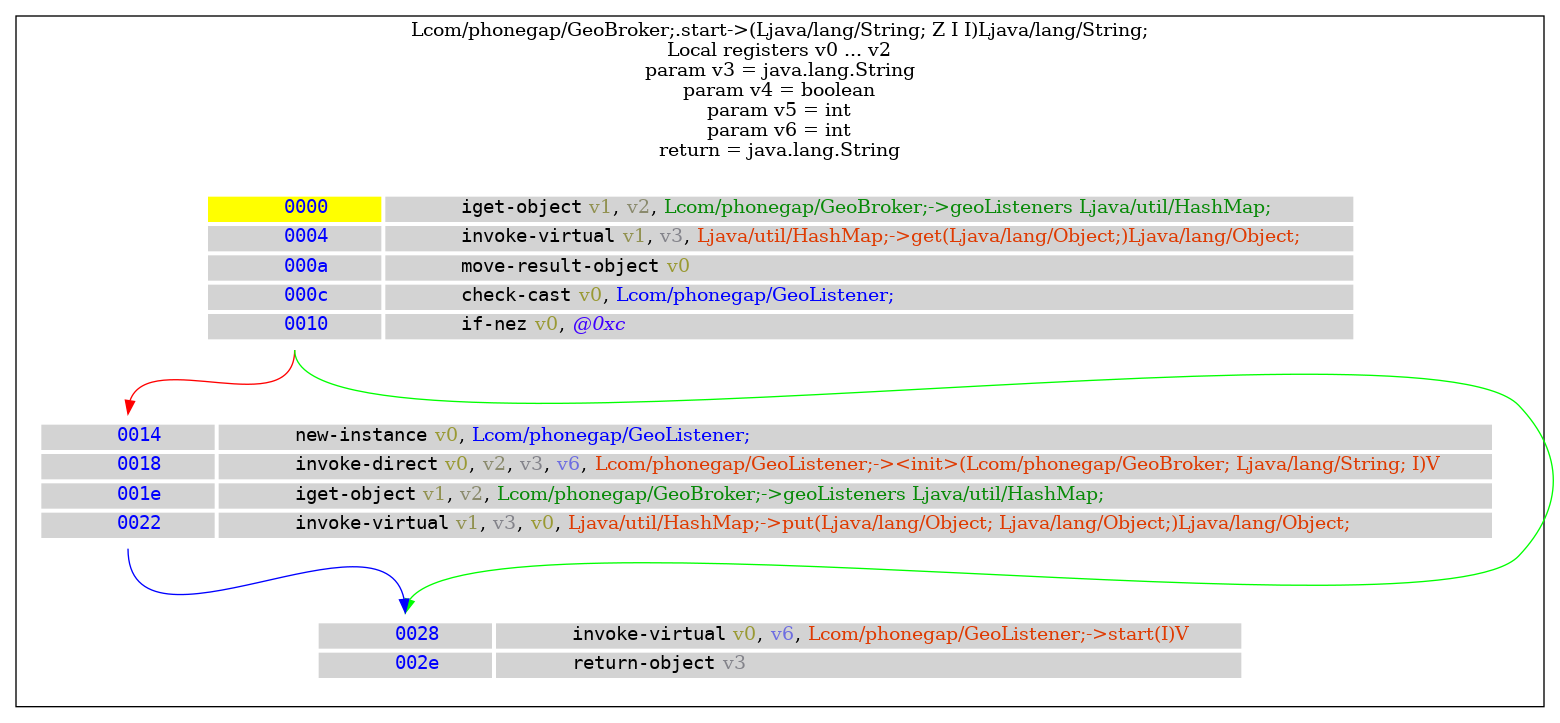 Lcom/phonegap/GeoBroker;.start->(Ljava/lang/String; Z I I)Ljava/lang/String;
Local registers v0 ... v2
param v3 = java.lang.String
param v4 = boolean
param v5 = int
param v6 = int
return = java.lang.String
0000 iget-object v1, v2, Lcom/phonegap/GeoBroker;->geoListeners Ljava/util/HashMap;
0004 invoke-virtual v1, v3, Ljava/util/HashMap;->get(Ljava/lang/Object;)Ljava/lang/Object;
000a move-result-object v0
000c check-cast v0, Lcom/phonegap/GeoListener;
0010 if-nez v0, @0xc
0014 new-instance v0, Lcom/phonegap/GeoListener;
0018 invoke-direct v0, v2, v3, v6, Lcom/phonegap/GeoListener;-><init>(Lcom/phonegap/GeoBroker; Ljava/lang/String; I)V
001e iget-object v1, v2, Lcom/phonegap/GeoBroker;->geoListeners Ljava/util/HashMap;
0022 invoke-virtual v1, v3, v0, Ljava/util/HashMap;->put(Ljava/lang/Object; Ljava/lang/Object;)Ljava/lang/Object;
0028 invoke-virtual v0, v6, Lcom/phonegap/GeoListener;->start(I)V
002e return-object v3